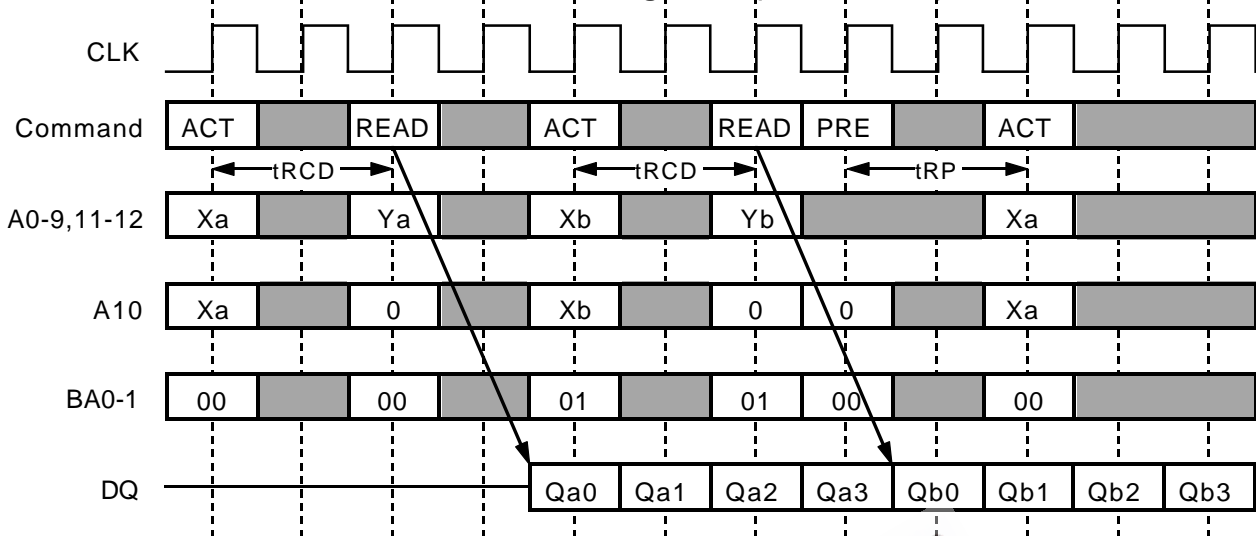 CLK
Command ACT READ ACT READ PRE ACT
tRCD tRCD tRP
A0-9,11-12 Xa Ya Xb Yb Xa
A10 Xa 0 Xb 0 0 Xa
BA0-1 00 00 01 01 00 00
DQ Qa0 Qa1 Qa2 Qa3 Qb0 Qb1 Qb2 Qb3